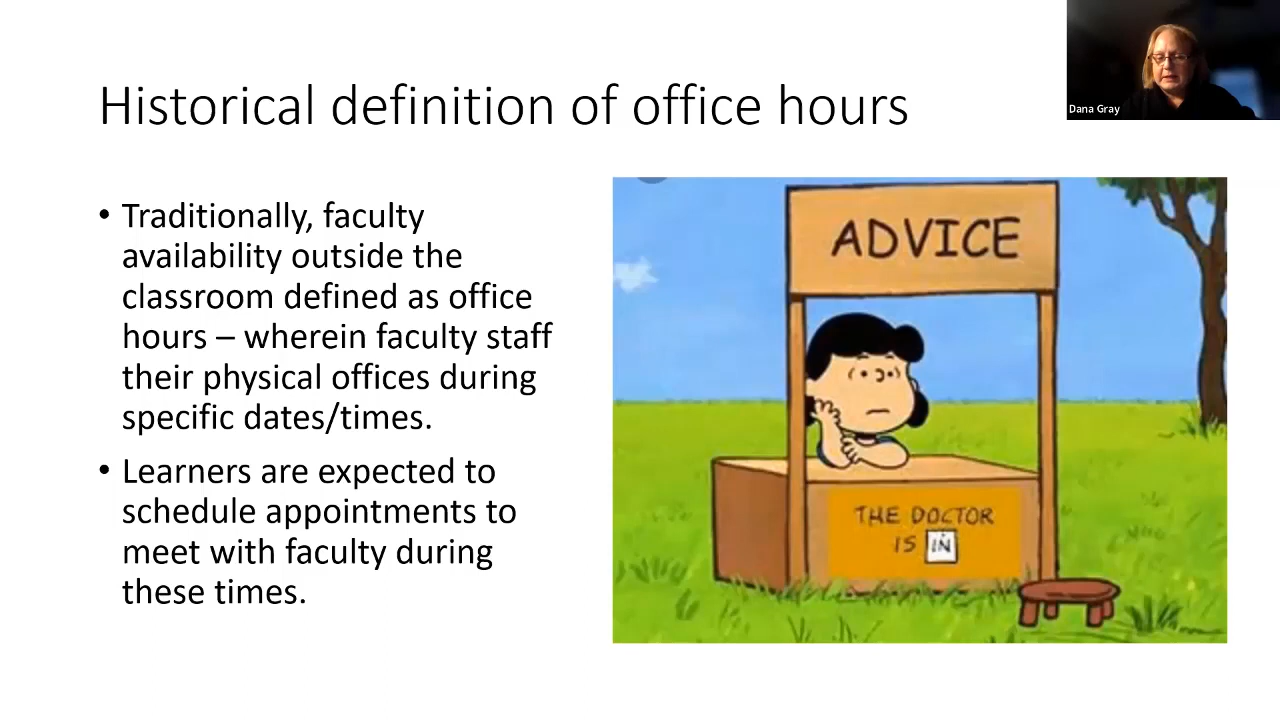 Historical definition of office hours
Dana Gray
• Traditionally, faculty
availability outside the
classroom defined as office
hours – wherein faculty staff
their physical offices during
specific dates/times.
• Learners are expected to
schedule appointments to
meet with faculty during
these times.
ADVICE
THE DOCTOR
IS IN